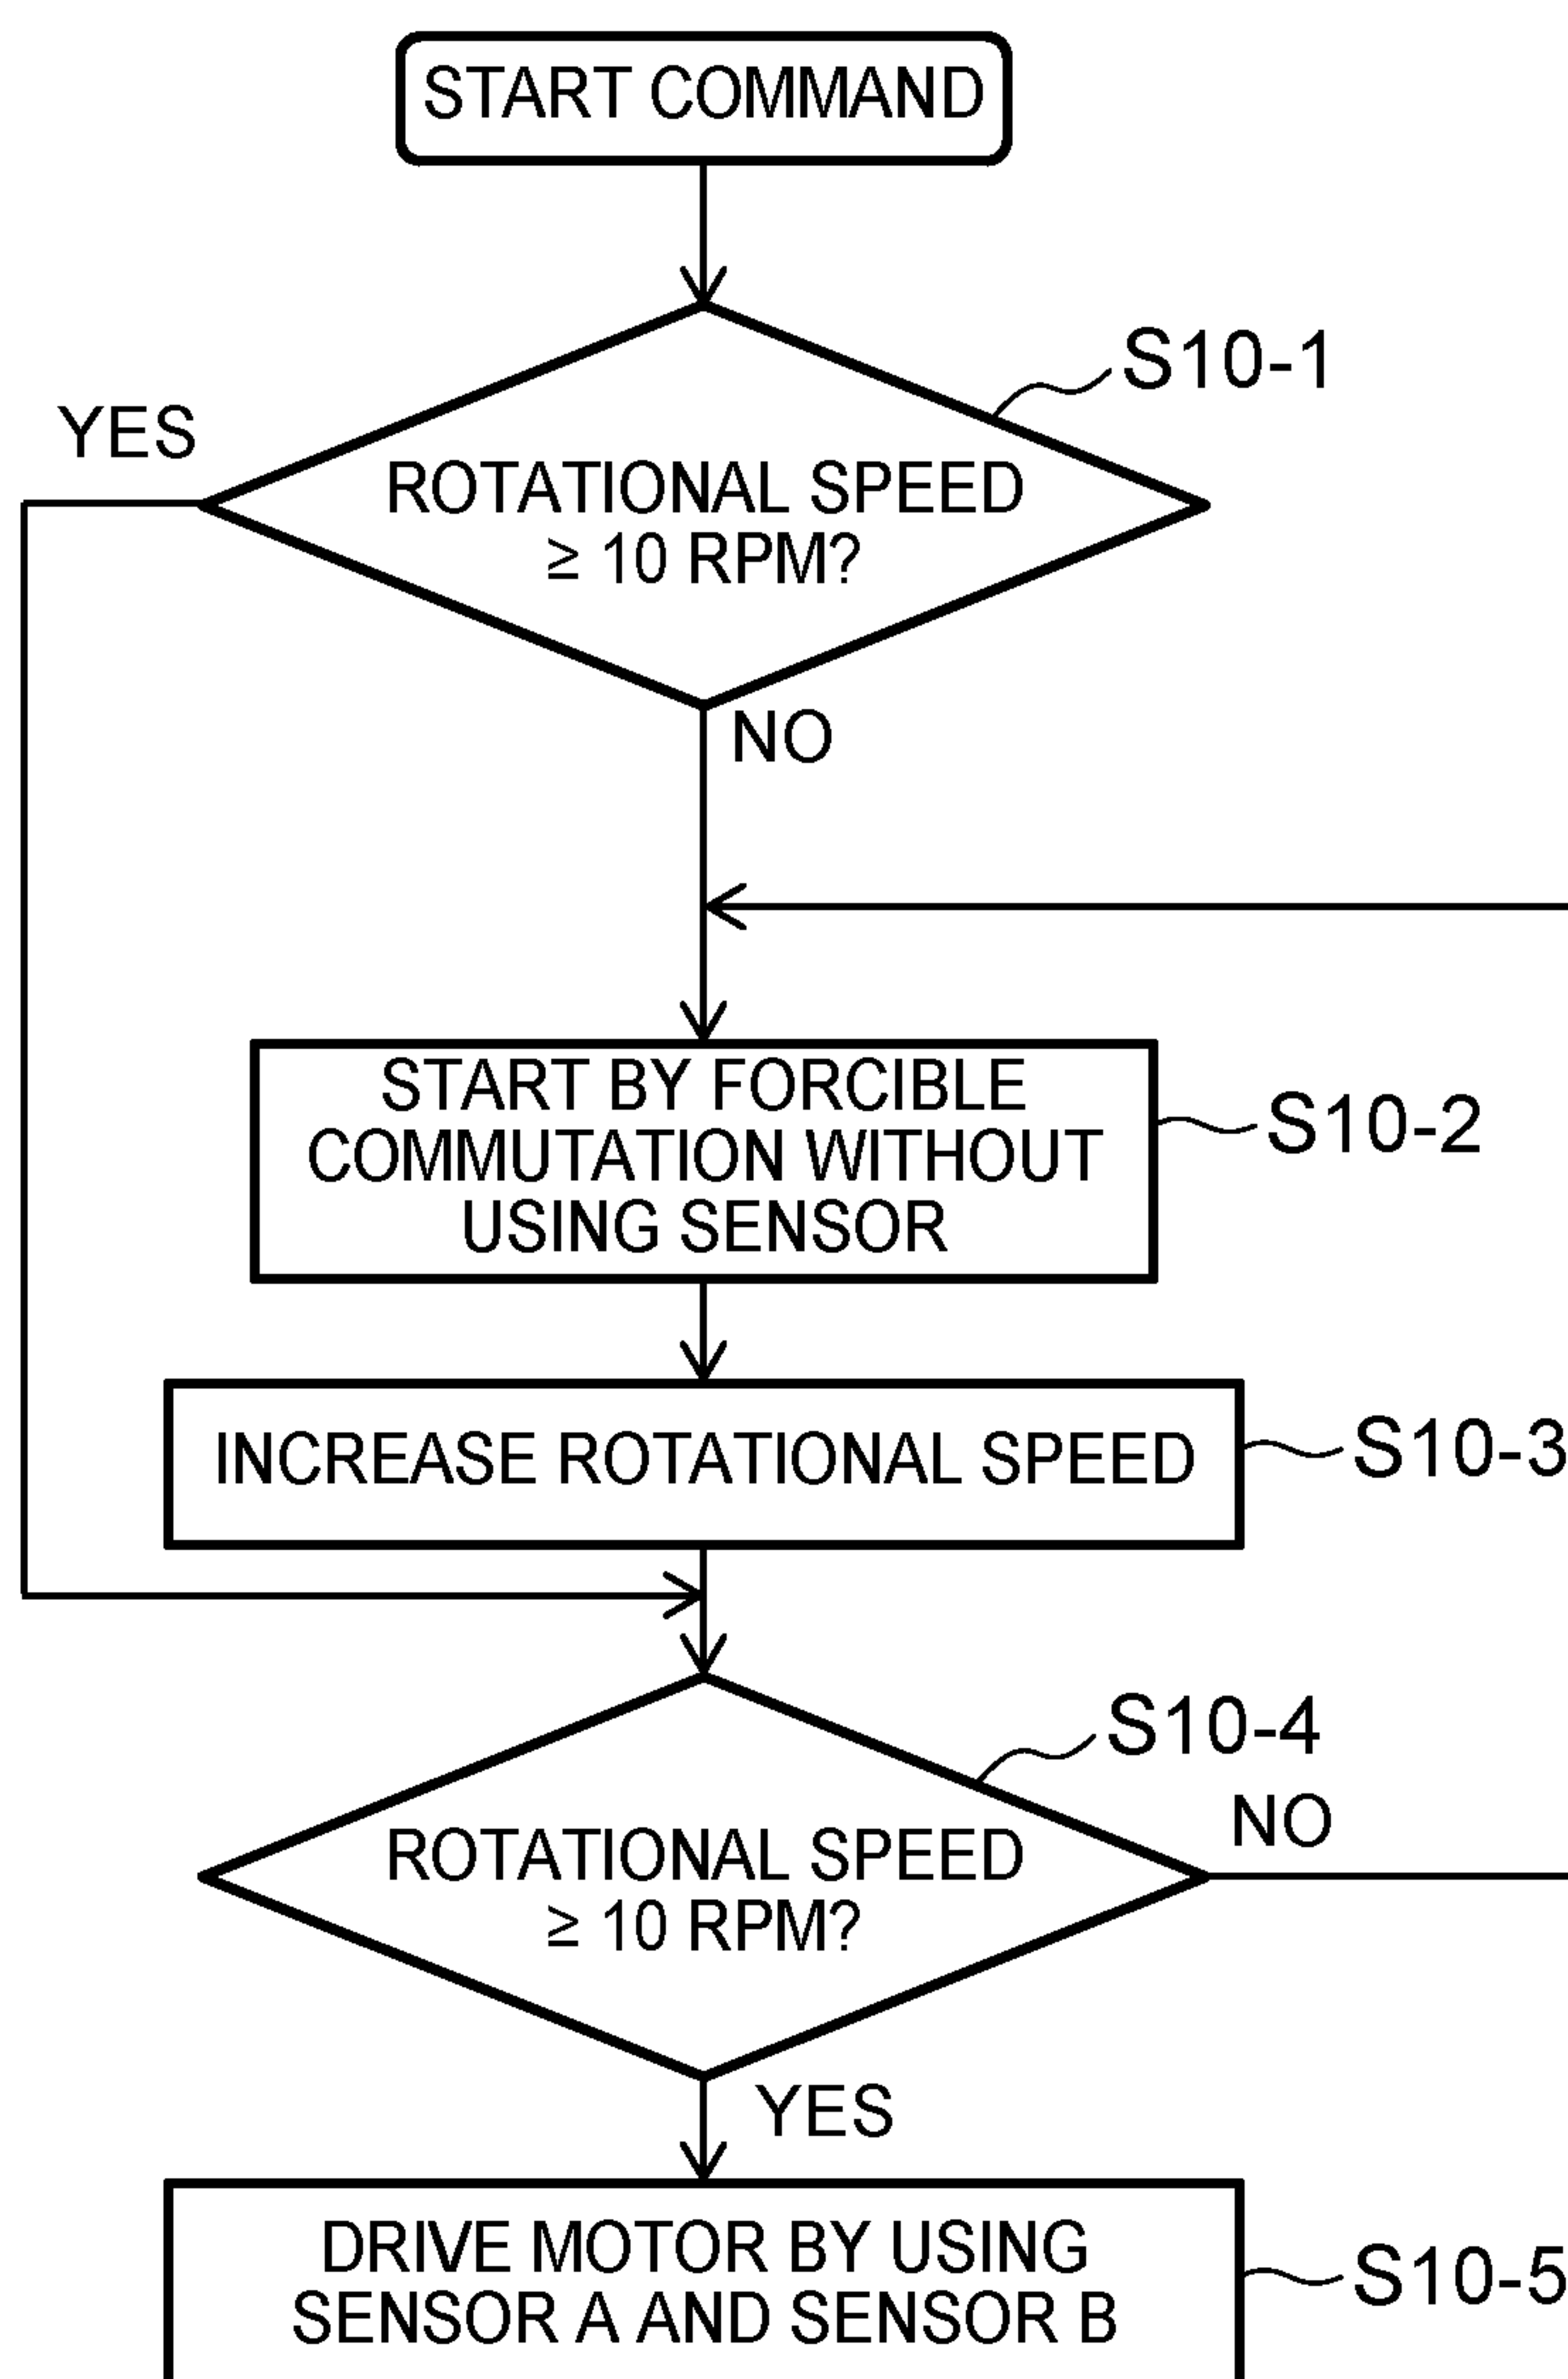 START COMMAND
S10-1
YES
ROTATIONAL SPEED
≥ 10 RPM?
NO
START BY FORCIBLE
COMMUTATION WITHOUT
USING SENSOR
S10-2
INCREASE ROTATIONAL SPEED
S10-3
S10-4
NO
ROTATIONAL SPEED
≥ 10 RPM?
YES
DRIVE MOTOR BY USING
SENSOR A AND SENSOR B
S10-5